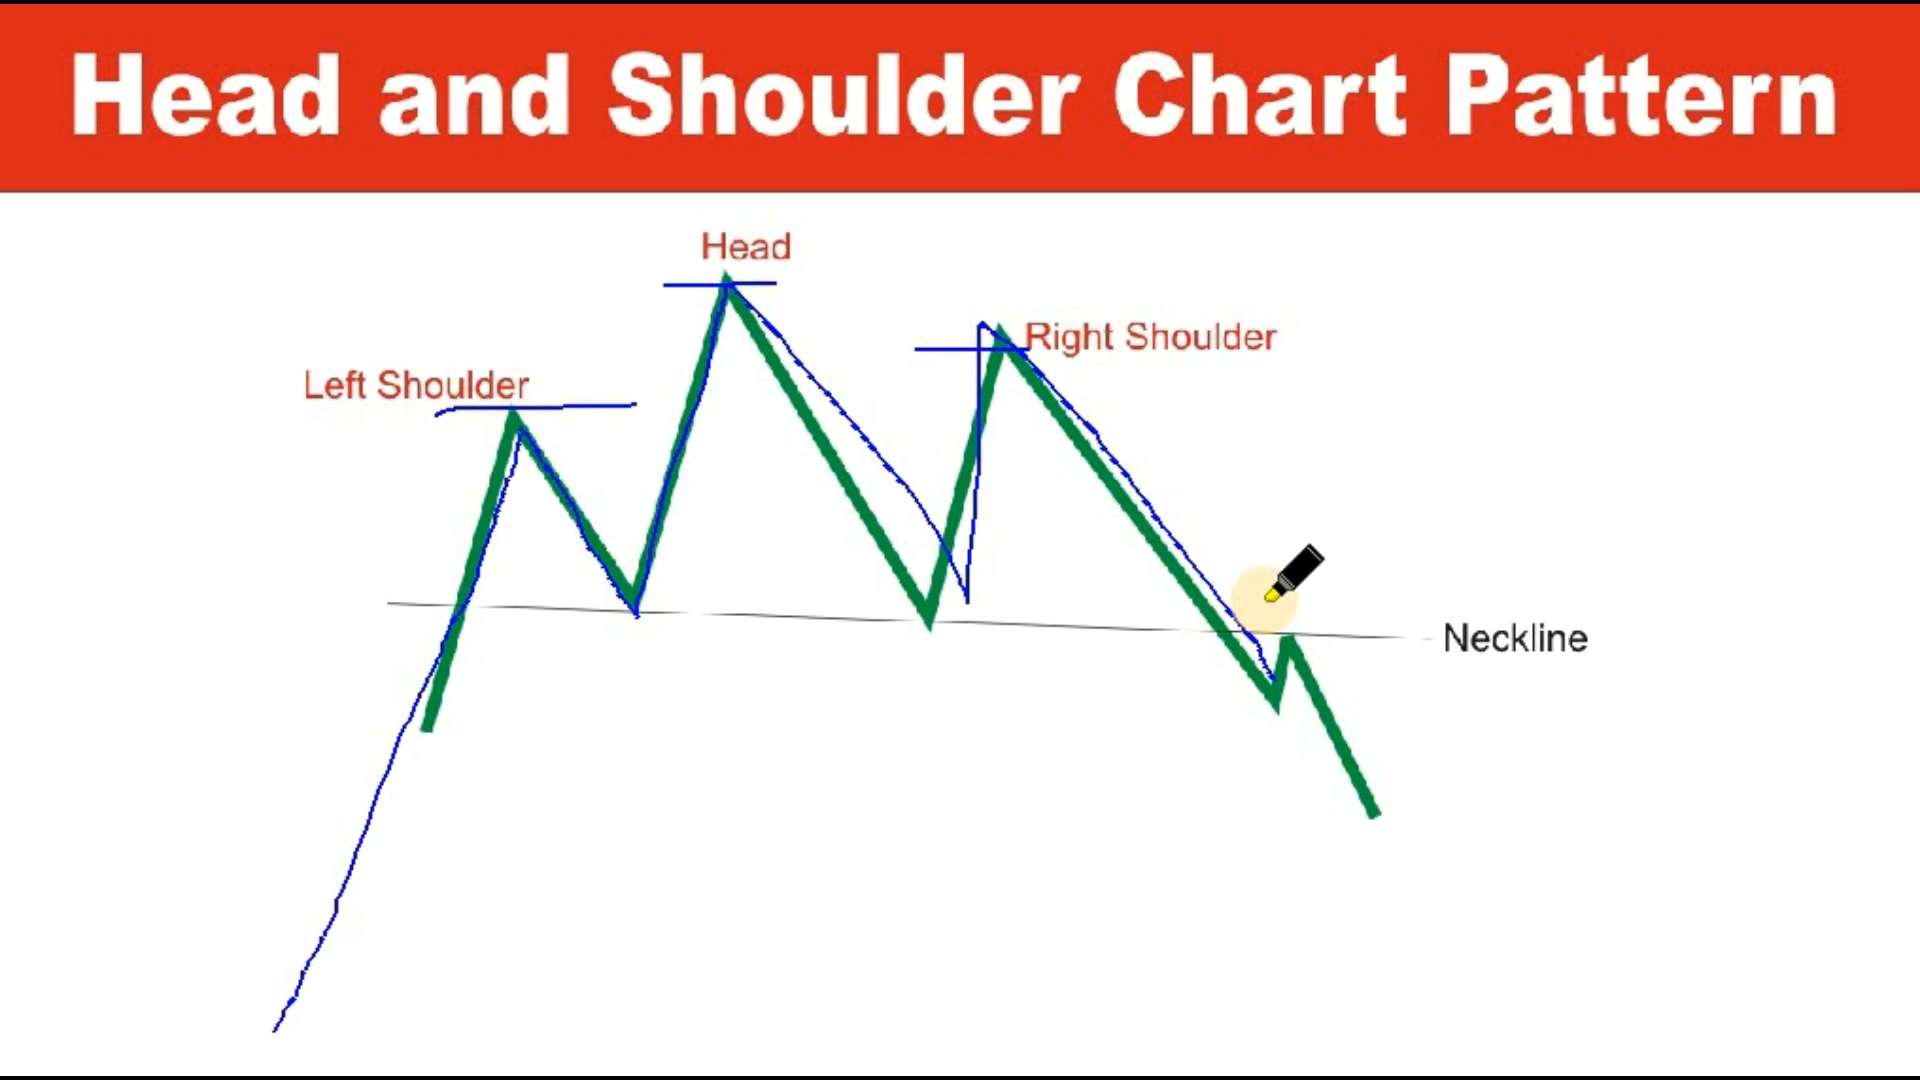 Head and Shoulder Chart Pattern
Head
Right Shoulder
Left Shoulder
Neckline